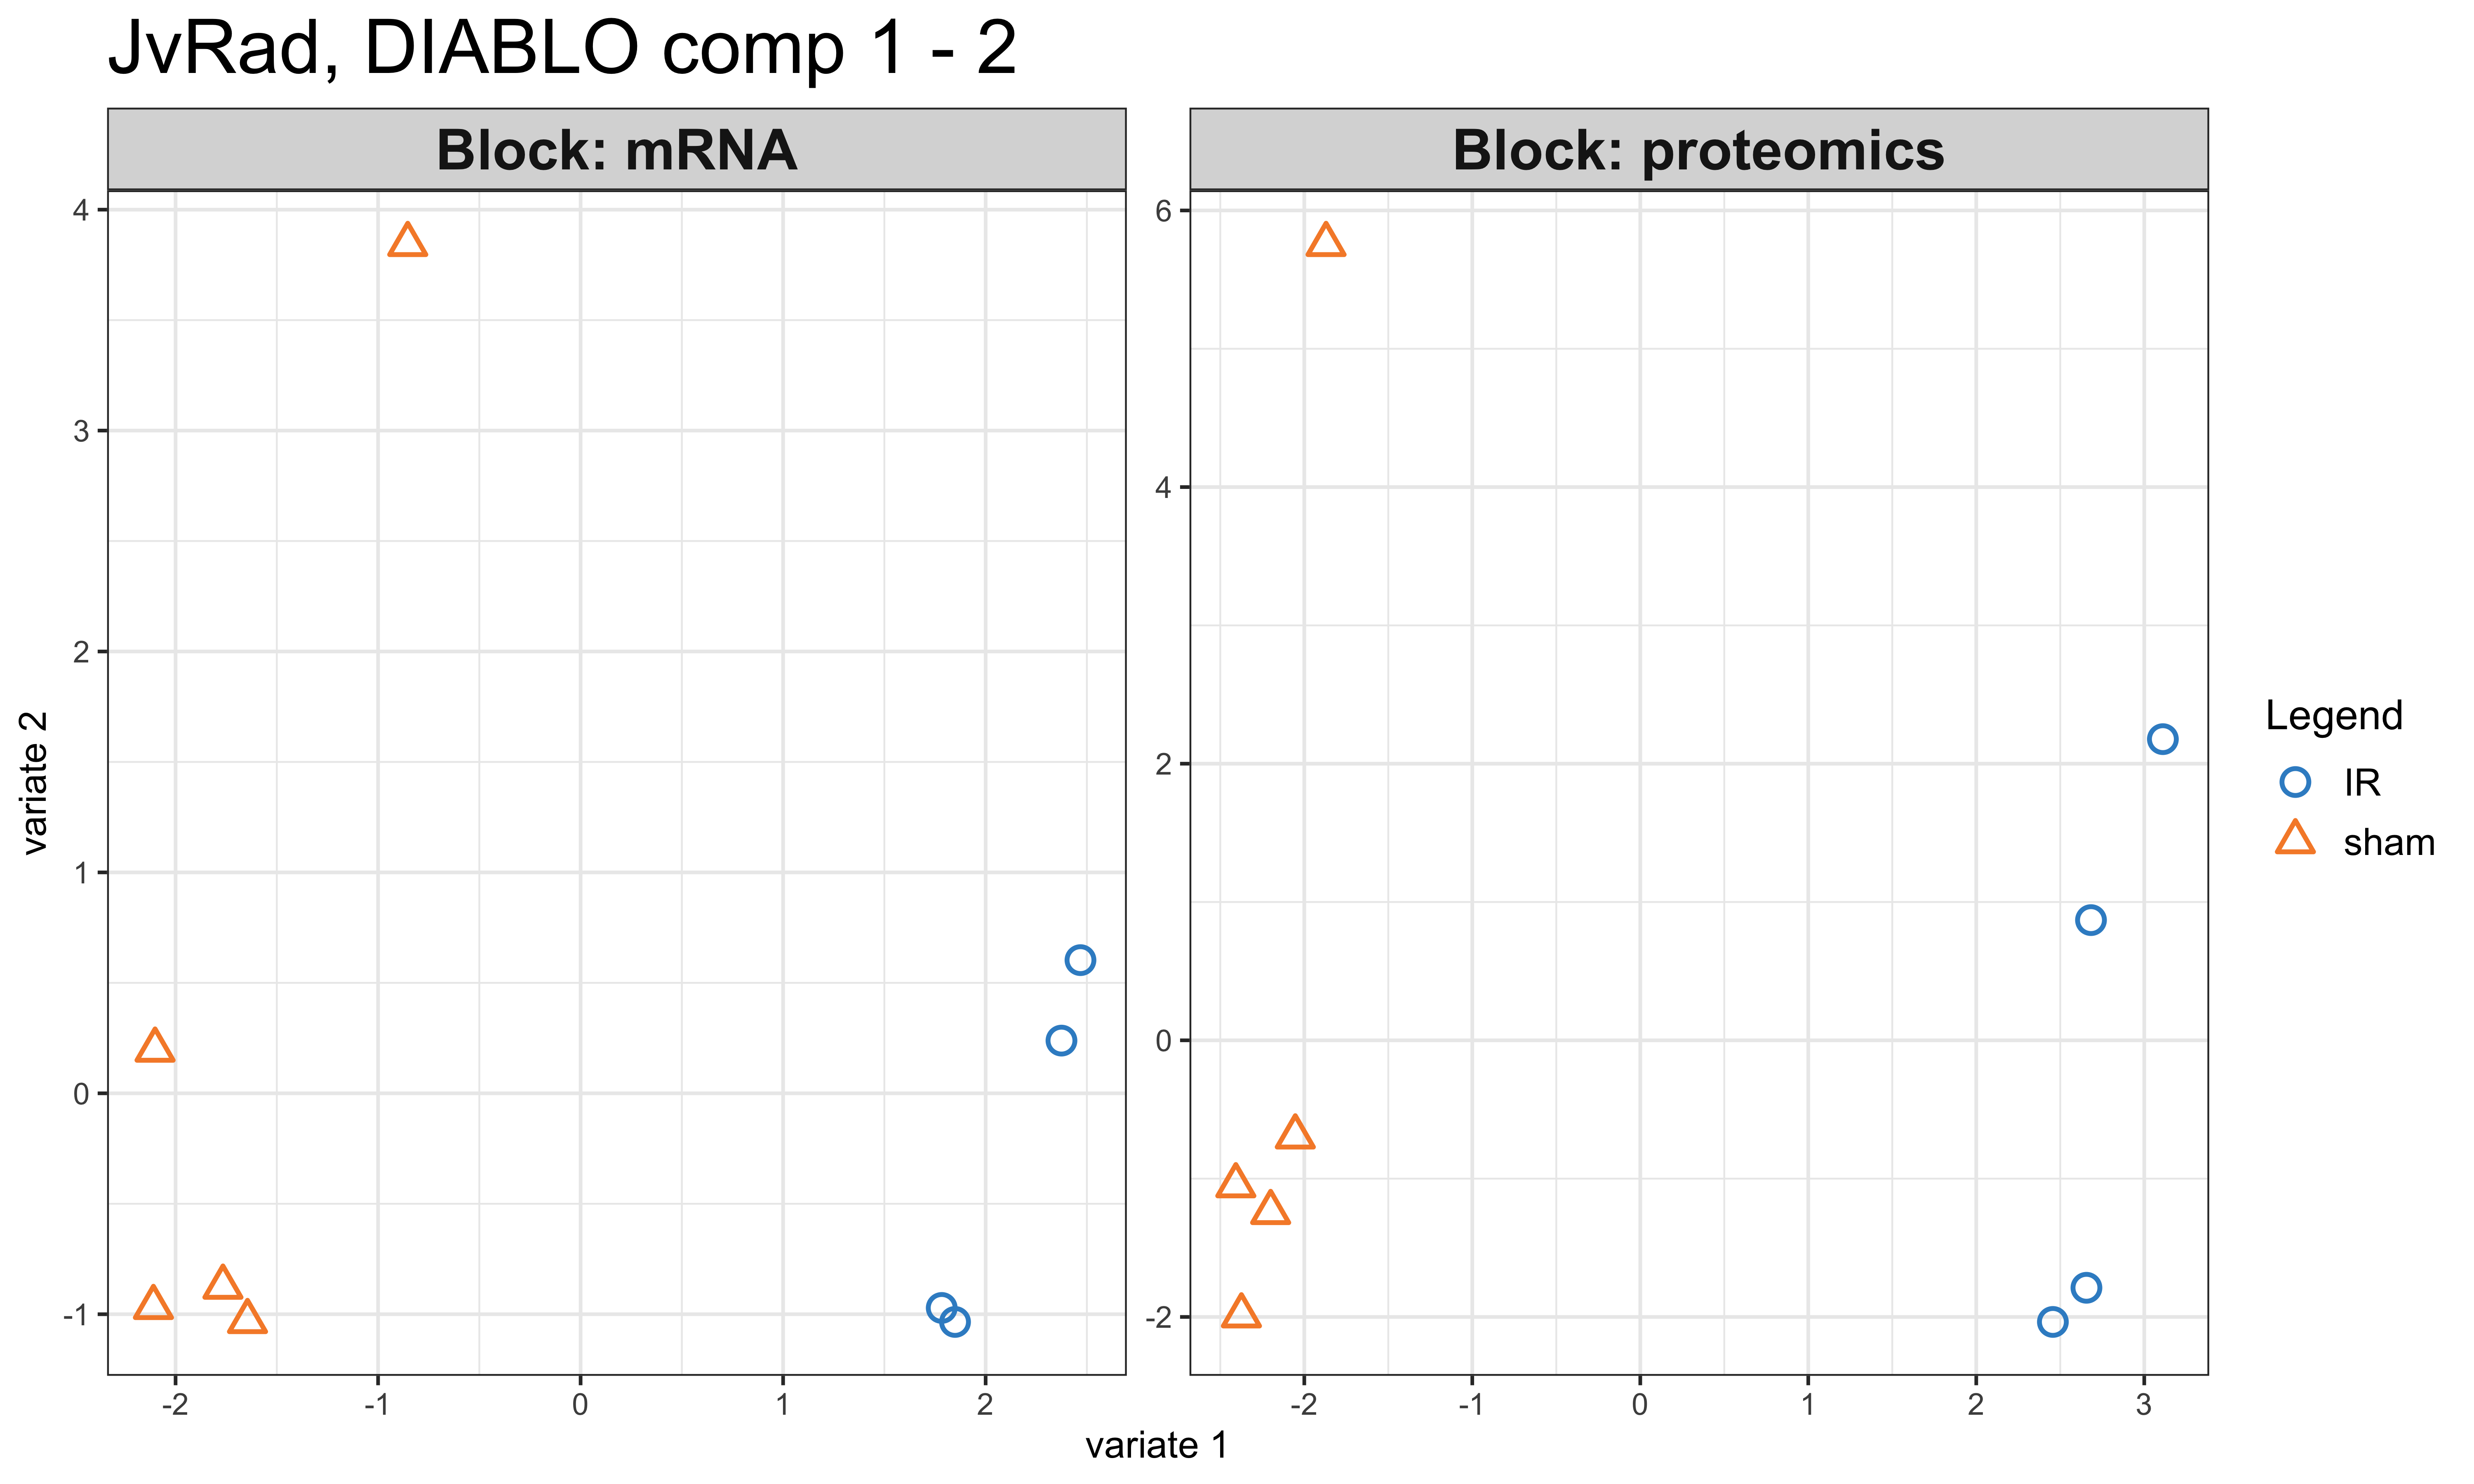 JvRad, DIABLO comp 1 - 2
Block: mRNA
Block: proteomics
4
3
2
1
0
-1
6
4
2
0
-2
-2 -1 0 1 2
-2 -1 0 1 2 3
variate 2
variate 1
Legend
IR
sham